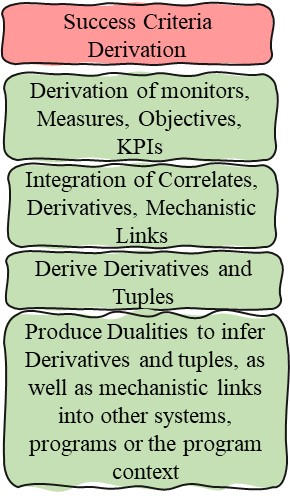 Success Criteria
Derivation
Derivation of monitors,
Measures, Objectives,
KPIs
Integration of Correlates,
Derivatives, Mechanistic
Links
Derive Derivatives and
Tuples
Produce Dualities to infer
Derivatives and tuples, as
well as mechanistic links
into other systems,
programs or the program
context